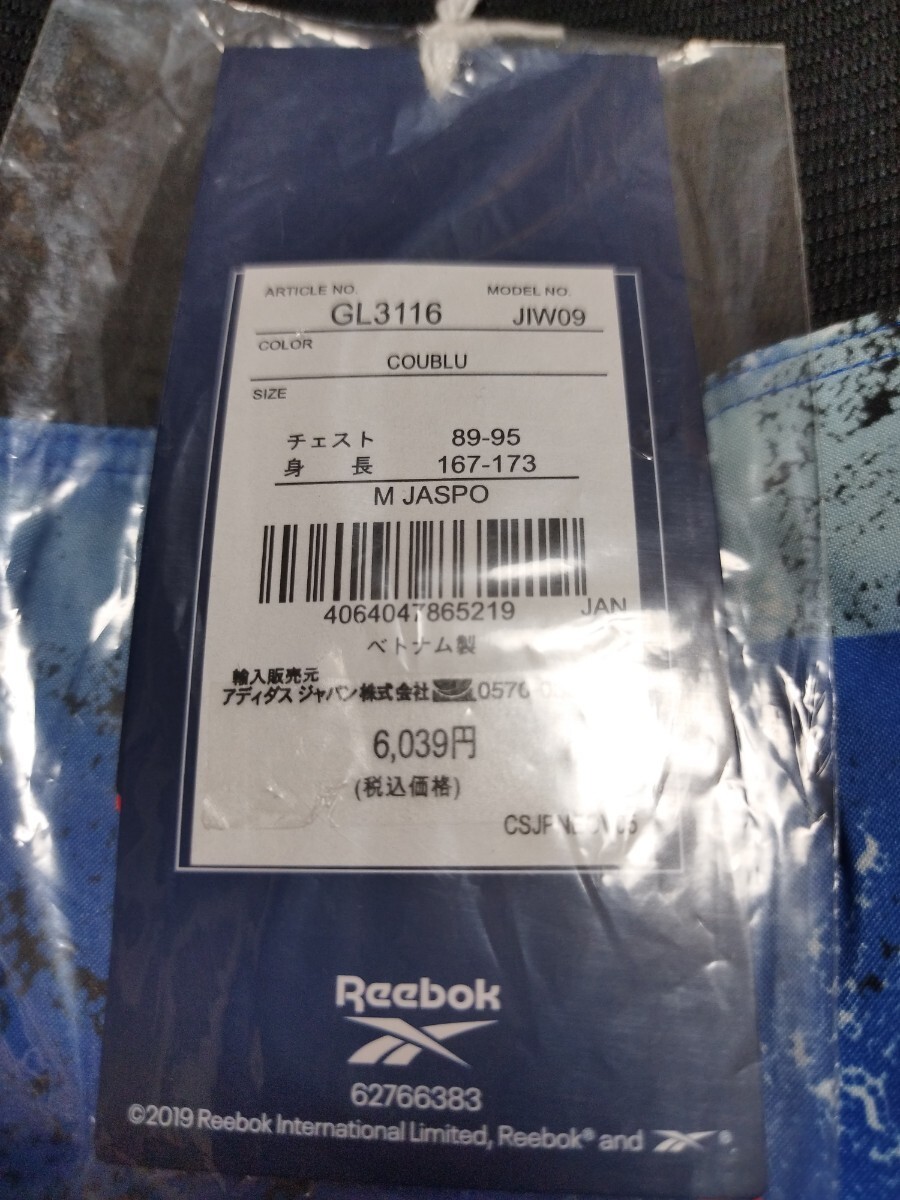 ARTICLE NO. MODEL NO.
GL3116 JIW09
COLOR
COUBLU
SIZE
チェスト 89-95
身 長 167-173
M JASPO
4064047865219 JAN
ベトナム製
輸入販売元
アディダス ジャパン株式会社 0570
6,039円
(税込価格)
Reebok
62766383
©2019 Reebok International Limited, Reebok® and ®